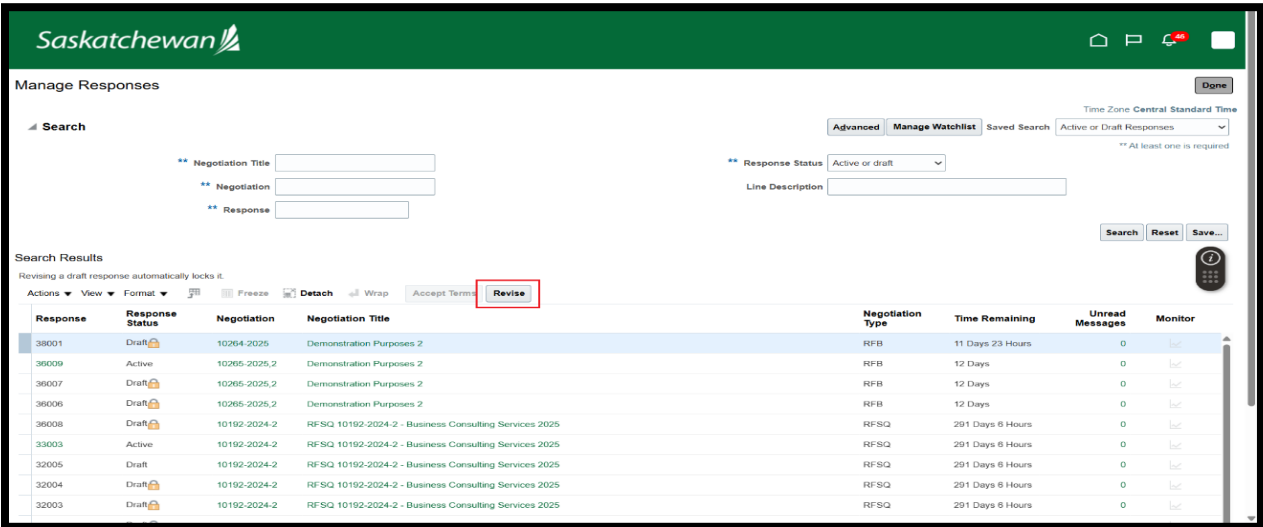 Saskatchewan
46
Manage Responses
Done
Time Zone Central Standard Time
Search
Advanced Manage Watchlist Saved Search Active or Draft Responses
** At least one is required
** Negotiation Title
** Response Status Active or draft
** Negotiation
Line Description
** Response
Search Reset Save...
Search Results
Revising a draft response automatically locks it.
Actions View Format Freeze Detach Wrap Accept Terms Revise
Response Response Status Negotiation Negotiation Title Negotiation Type Time Remaining Unread Messages Monitor
38001 Draft 10264-2025 Demonstration Purposes 2 RFB 11 Days 23 Hours 0
36009 Active 10265-2025,2 Demonstration Purposes 2 RFB 12 Days 0
36007 Draft 10265-2025,2 Demonstration Purposes 2 RFB 12 Days 0
36006 Draft 10265-2025,2 Demonstration Purposes 2 RFB 12 Days 0
36008 Draft 10192-2024-2 RFSQ 10192-2024-2 - Business Consulting Services 2025 RFSQ 291 Days 6 Hours 0
33003 Active 10192-2024-2 RFSQ 10192-2024-2 - Business Consulting Services 2025 RFSQ 291 Days 6 Hours 0
32005 Draft 10192-2024-2 RFSQ 10192-2024-2 - Business Consulting Services 2025 RFSQ 291 Days 6 Hours 0
32004 Draft 10192-2024-2 RFSQ 10192-2024-2 - Business Consulting Services 2025 RFSQ 291 Days 6 Hours 0
32003 Draft 10192-2024-2 RFSQ 10192-2024-2 - Business Consulting Services 2025 RFSQ 291 Days 6 Hours 0